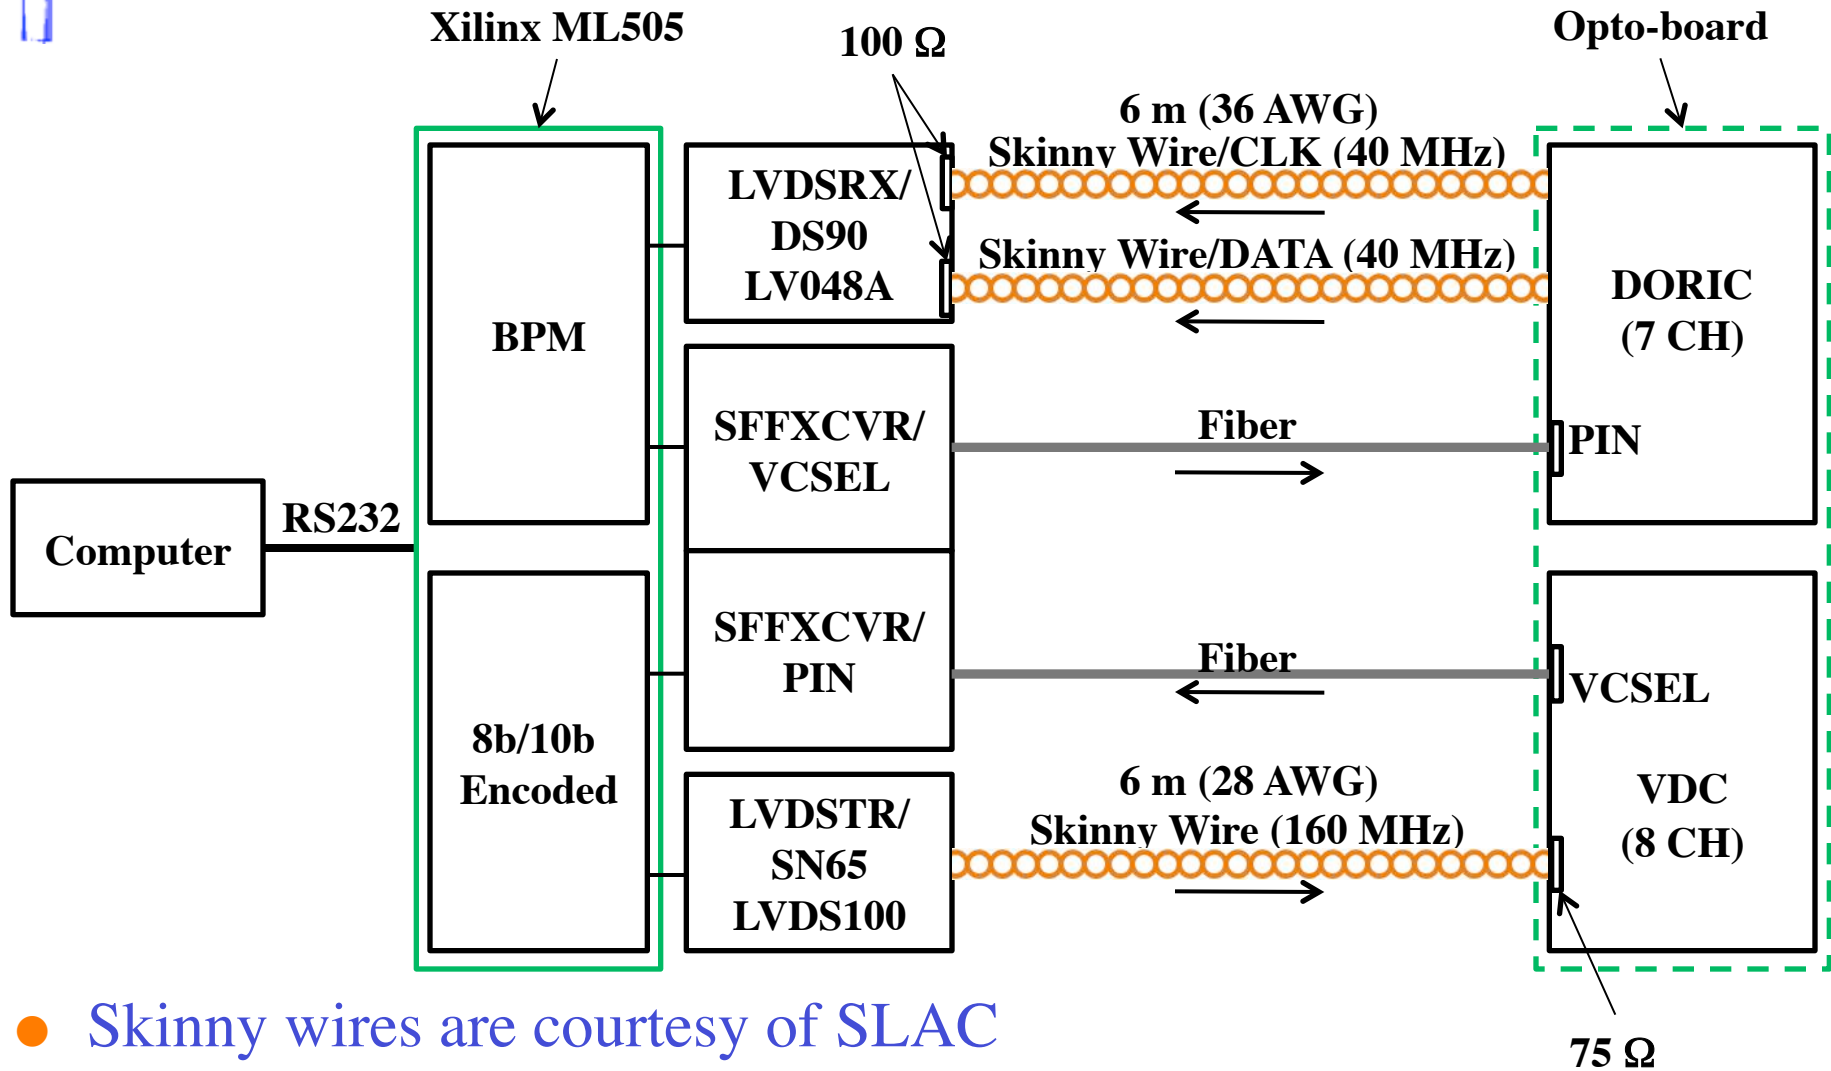 Xilinx ML505
100 Ω
Opto-board
6 m (36 AWG)
Skinny Wire/CLK (40 MHz)
LVDSRX/
DS90
LV048A
Skinny Wire/DATA (40 MHz)
DORIC
(7 CH)
BPM
SFFXCVR/
VCSEL
Fiber
PIN
Computer
RS232
SFFXCVR/
PIN
Fiber
VCSEL
8b/10b
Encoded
6 m (28 AWG)
Skinny Wire (160 MHz)
LVDSTR/
SN65
LVDS100
VDC
(8 CH)
Skinny wires are courtesy of SLAC
75 Ω